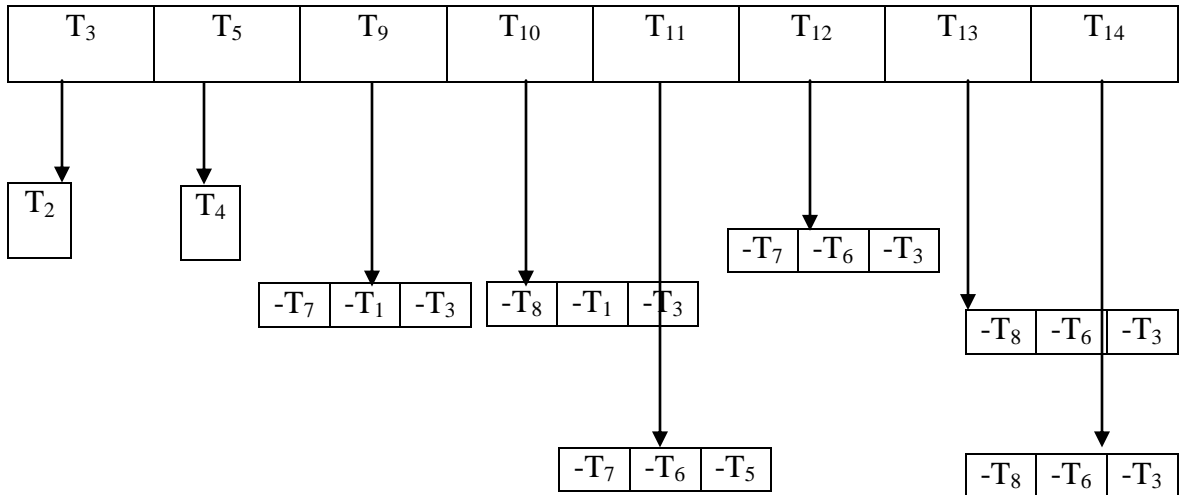 T₃ T₅ T₉ T₁₀ T₁₁ T₁₂ T₁₃ T₁₄
T₂ T₄
-T₇ -T₆ -T₃
-T₇ -T₁ -T₃ -T₈ -T₁ -T₃
-T₈ -T₆ -T₃
-T₇ -T₆ -T₅ -T₈ -T₆ -T₃